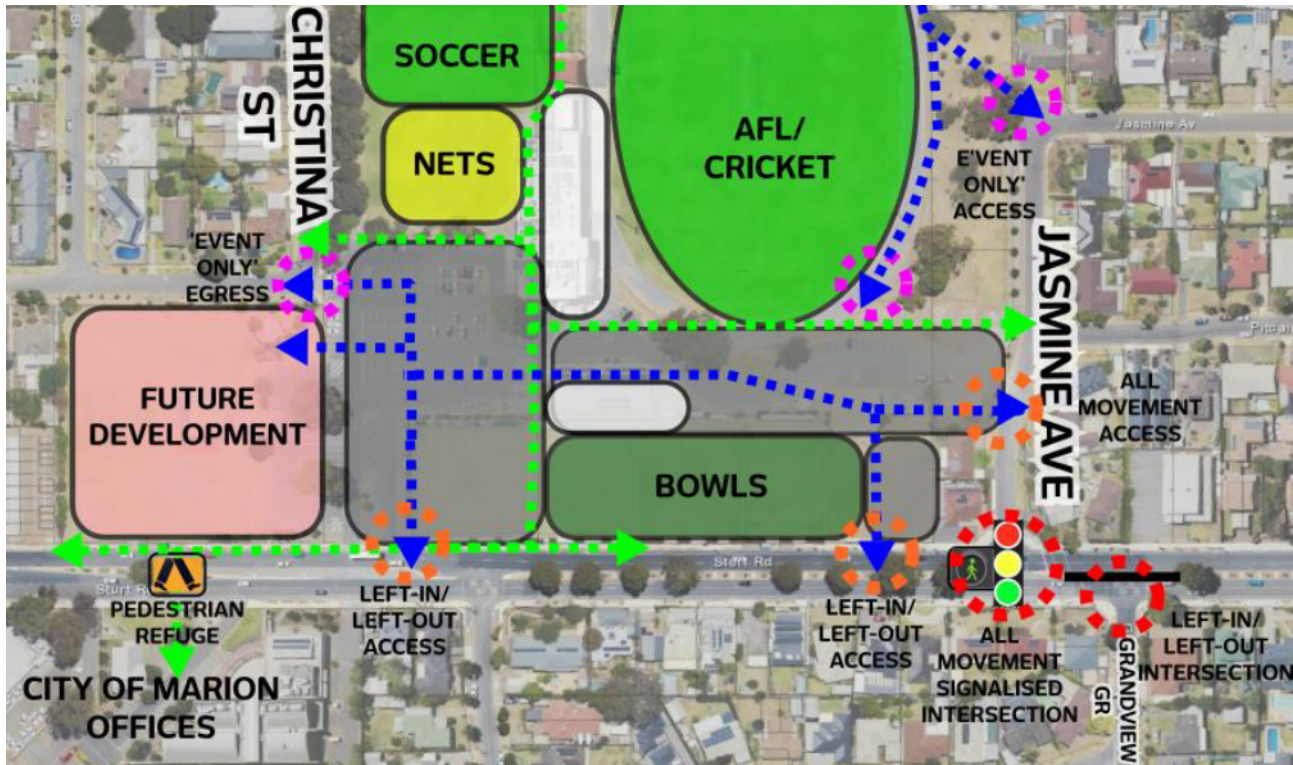 St
SOCCER
CHRISTINA
ST
NETS
AFL/
CRICKET
Jasmine Av
E'VENT
ONLY'
ACCESS
'EVENT
ONLY'
EGRESS
JASMINE AVE
FUTURE
DEVELOPMENT
ALL
MOVEMENT
ACCESS
BOWLS
Sturt Rd
PEDESTRIAN
REFUGE
LEFT-IN/
LEFT-OUT
ACCESS
LEFT-IN/
LEFT-OUT
ACCESS
ALL
MOVEMENT
SIGNALISED
INTERSECTION
GRANDVIEW
GR
LEFT-IN/
LEFT-OUT
INTERSECTION
CITY OF MARION
OFFICES